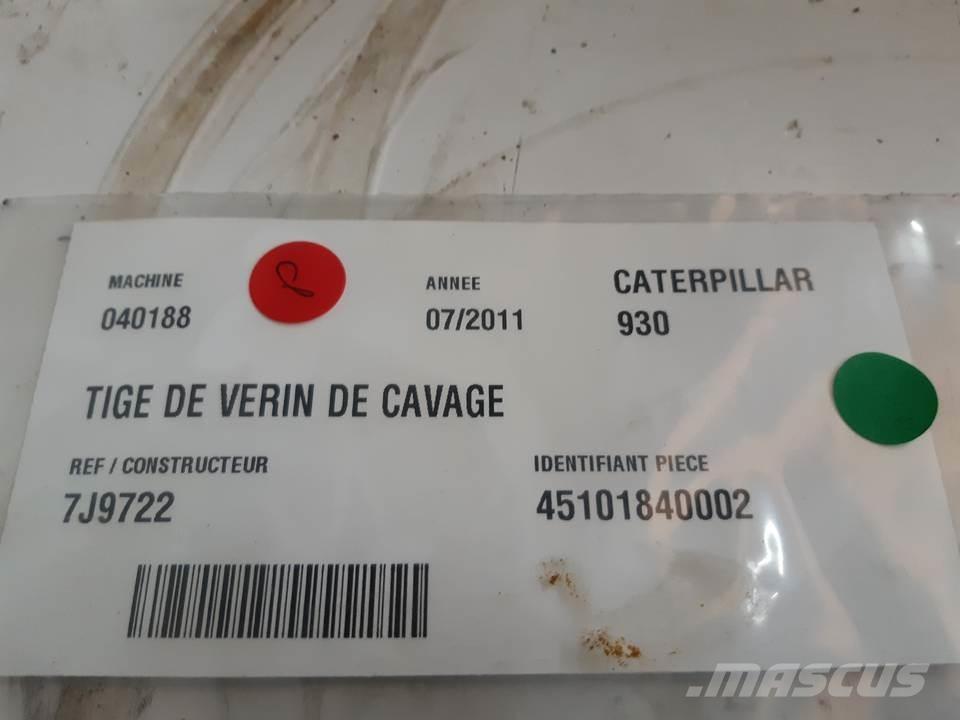 MACHINE
040188
ANNEE
07/2011
CATERPILLAR
930
TIGE DE VERIN DE CAVAGE
REF / CONSTRUCTEUR
7J9722
IDENTIFIANT PIECE
45101840002
MASCUS